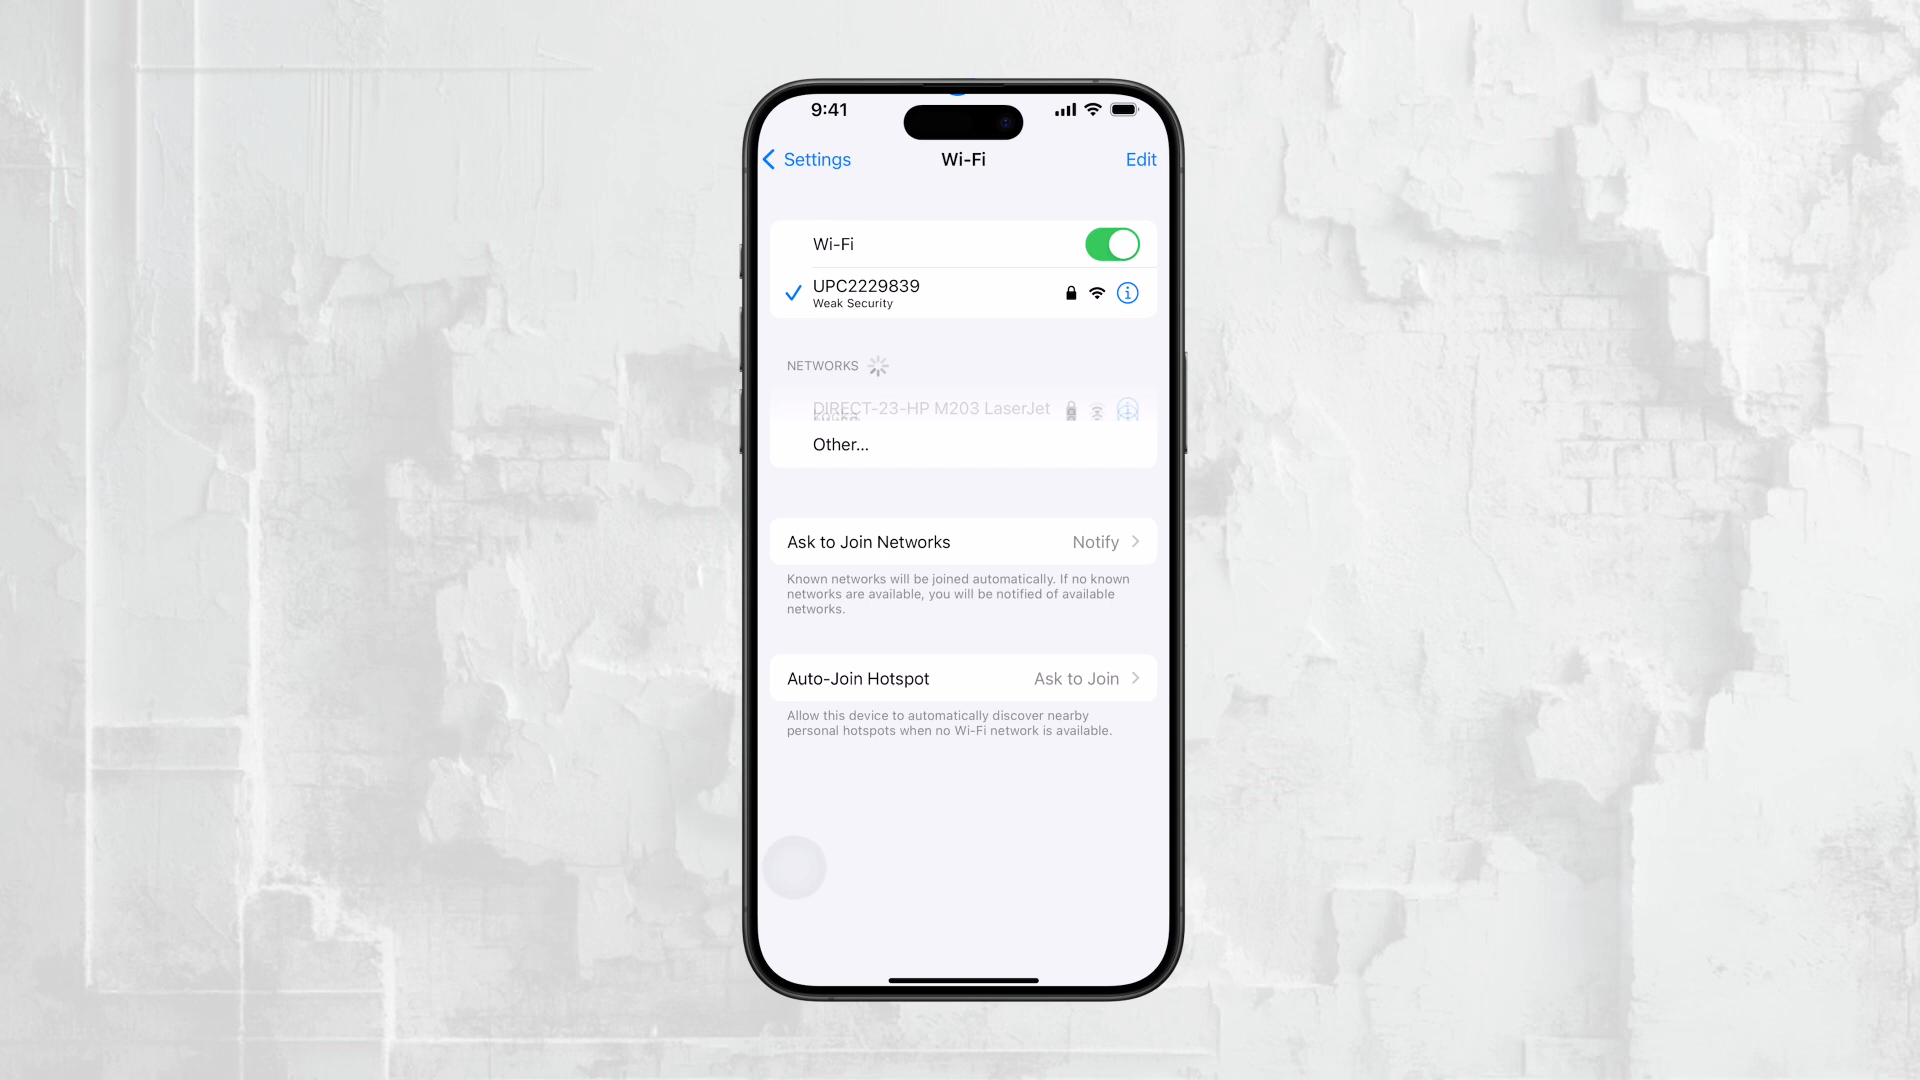 9:41
Settings
Wi-Fi
Edit
Wi-Fi
UPC2229839
Weak Security
NETWORKS
DIRECT-23-HP M203 LaserJet
Other...
Ask to Join Networks
Notify
Known networks will be joined automatically. If no known
networks are available, you will be notified of available
networks.
Auto-Join Hotspot
Ask to Join
Allow this device to automatically discover nearby
personal hotspots when no Wi-Fi network is available.